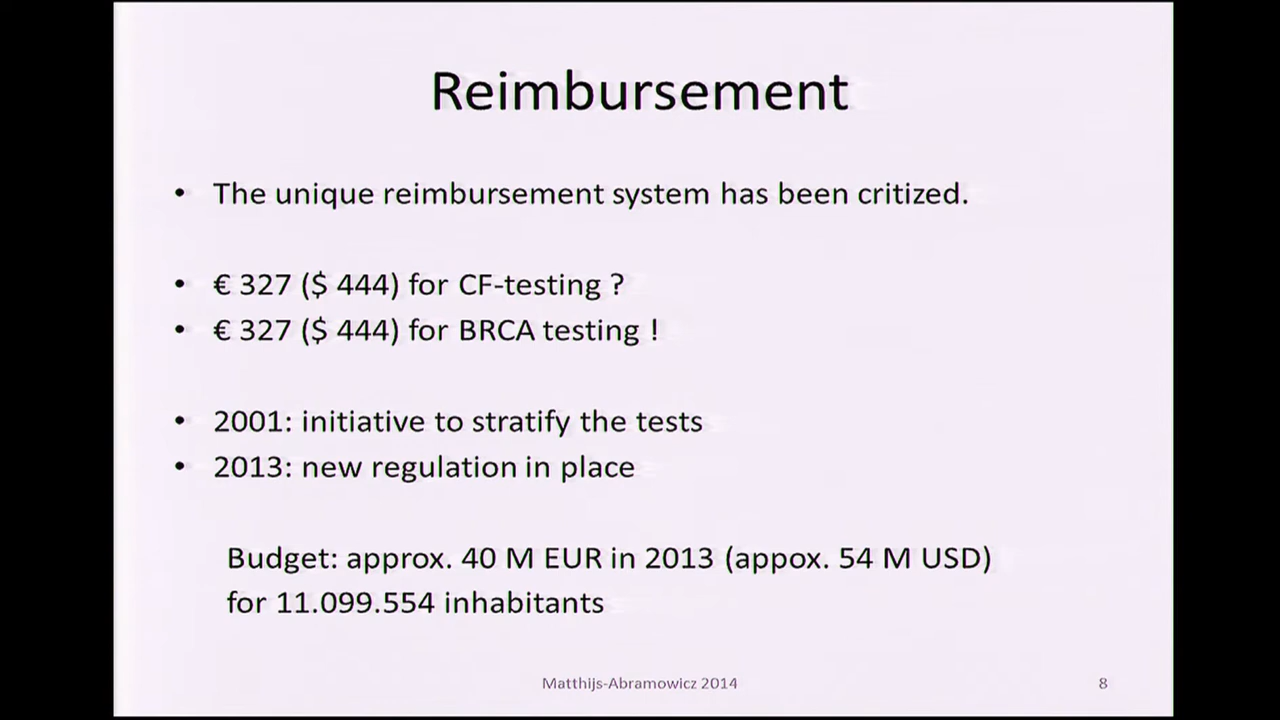 Reimbursement
• The unique reimbursement system has been critized.
• € 327 ($ 444) for CF-testing ?
• € 327 ($ 444) for BRCA testing !
• 2001: initiative to stratify the tests
• 2013: new regulation in place
Budget: approx. 40 M EUR in 2013 (appox. 54 M USD)
for 11.099.554 inhabitants
Matthijs-Abramowicz 2014
8